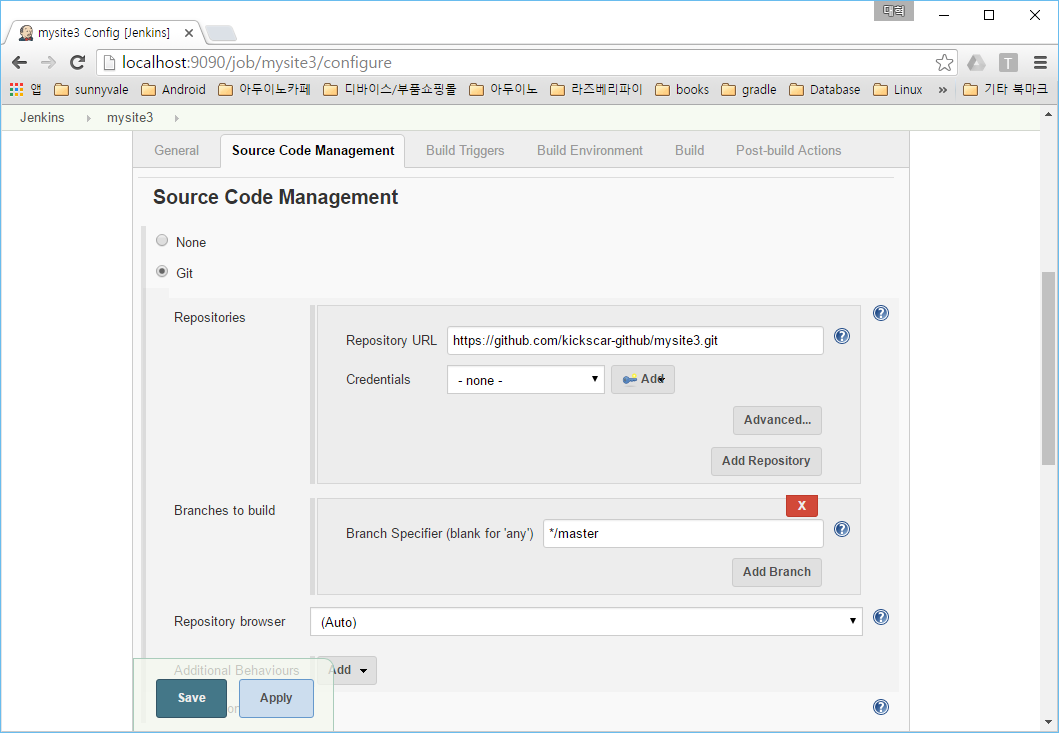 대혁
mysite3 Config [Jenkins]
localhost:9090/job/mysite3/configure
T
앱 sunnyvale Android 아두이노카페 디바이스/부품쇼핑몰 아두이노 라즈베리파이 books gradle Database Linux » 기타 북마크
Jenkins mysite3
General Source Code Management Build Triggers Build Environment Build Post-build Actions
Source Code Management
None
Git
Repositories
Repository URL https://github.com/kickscar-github/mysite3.git
Credentials - none - Add
Advanced...
Add Repository
Branches to build
X
Branch Specifier (blank for 'any') */master
Add Branch
Repository browser (Auto)
Additional Behaviours Add
Save Apply